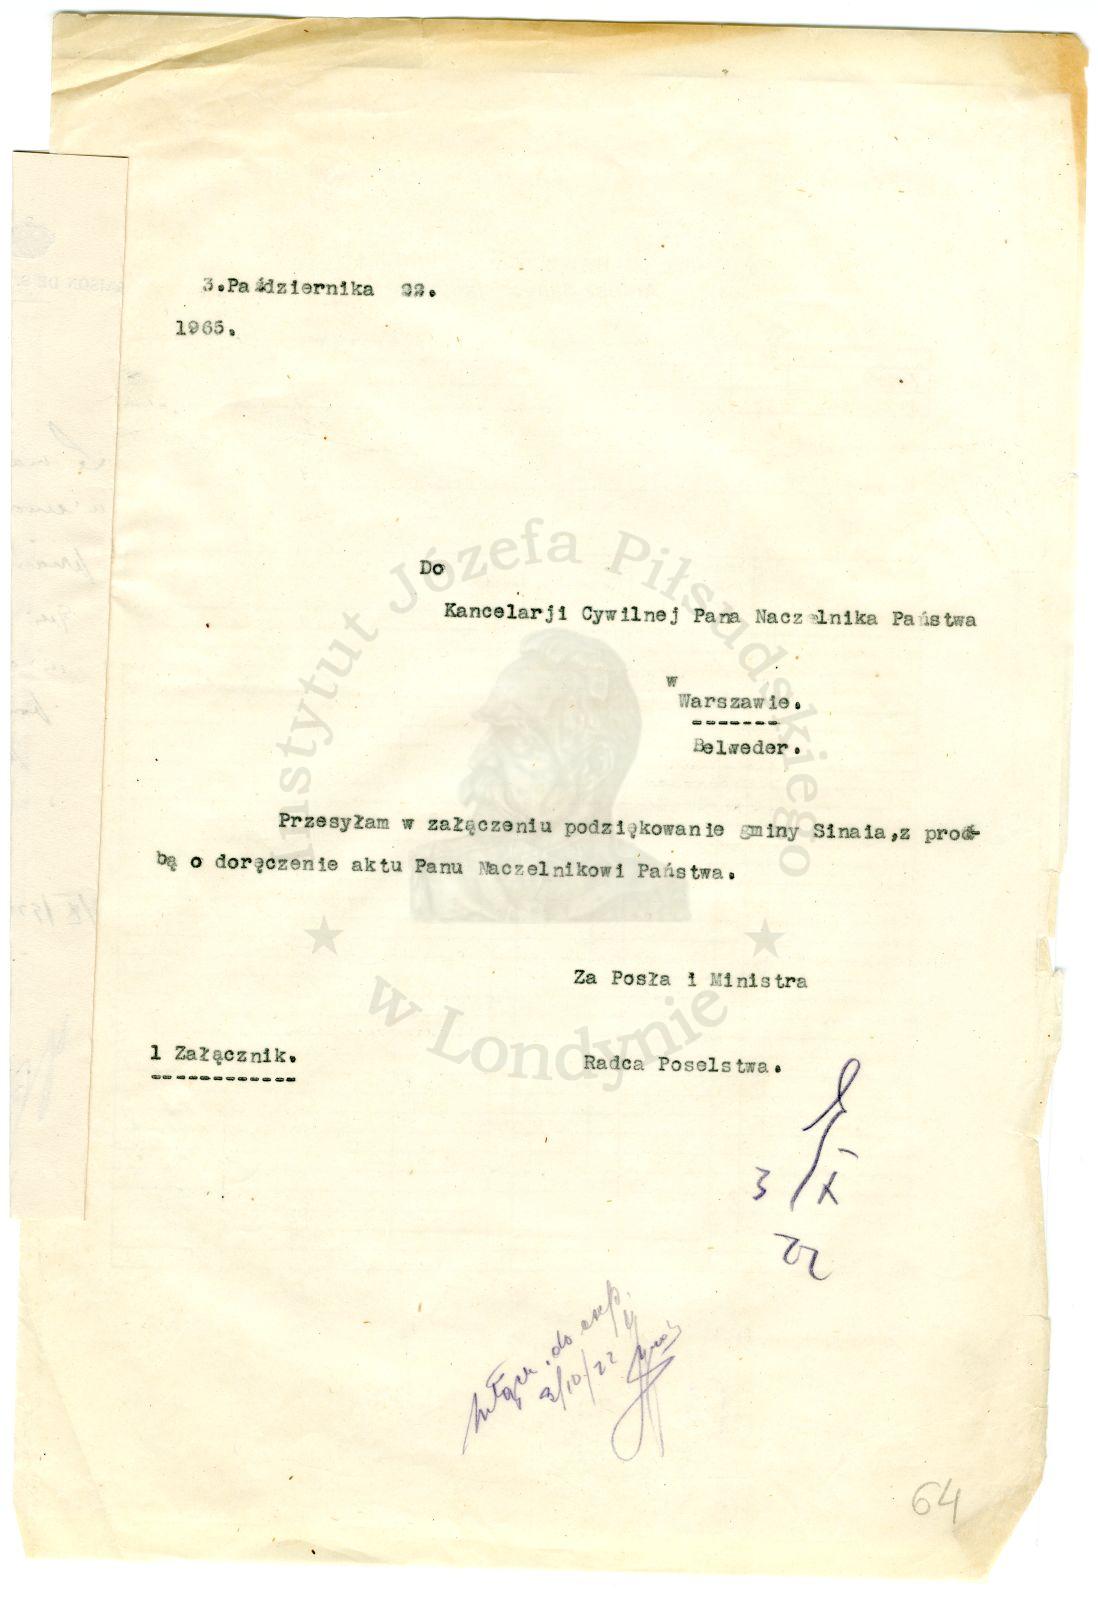 3.Października 22.
1965.
Do
Kancelarji Cywilnej Pana Naczelnika Państwa
w
Warszawie.
Belweder.
Przesyłam w załączeniu podziękowanie gminy Sinaia,z proś-
bą o doręczenie aktu Panu Naczelnikowi Państwa.
Za Posła i Ministra
1 Załącznik.
Radca Poselstwa.
3/X
22
do
3/10/22
64
Instytut Józefa Piłsudskiego
w Londynie